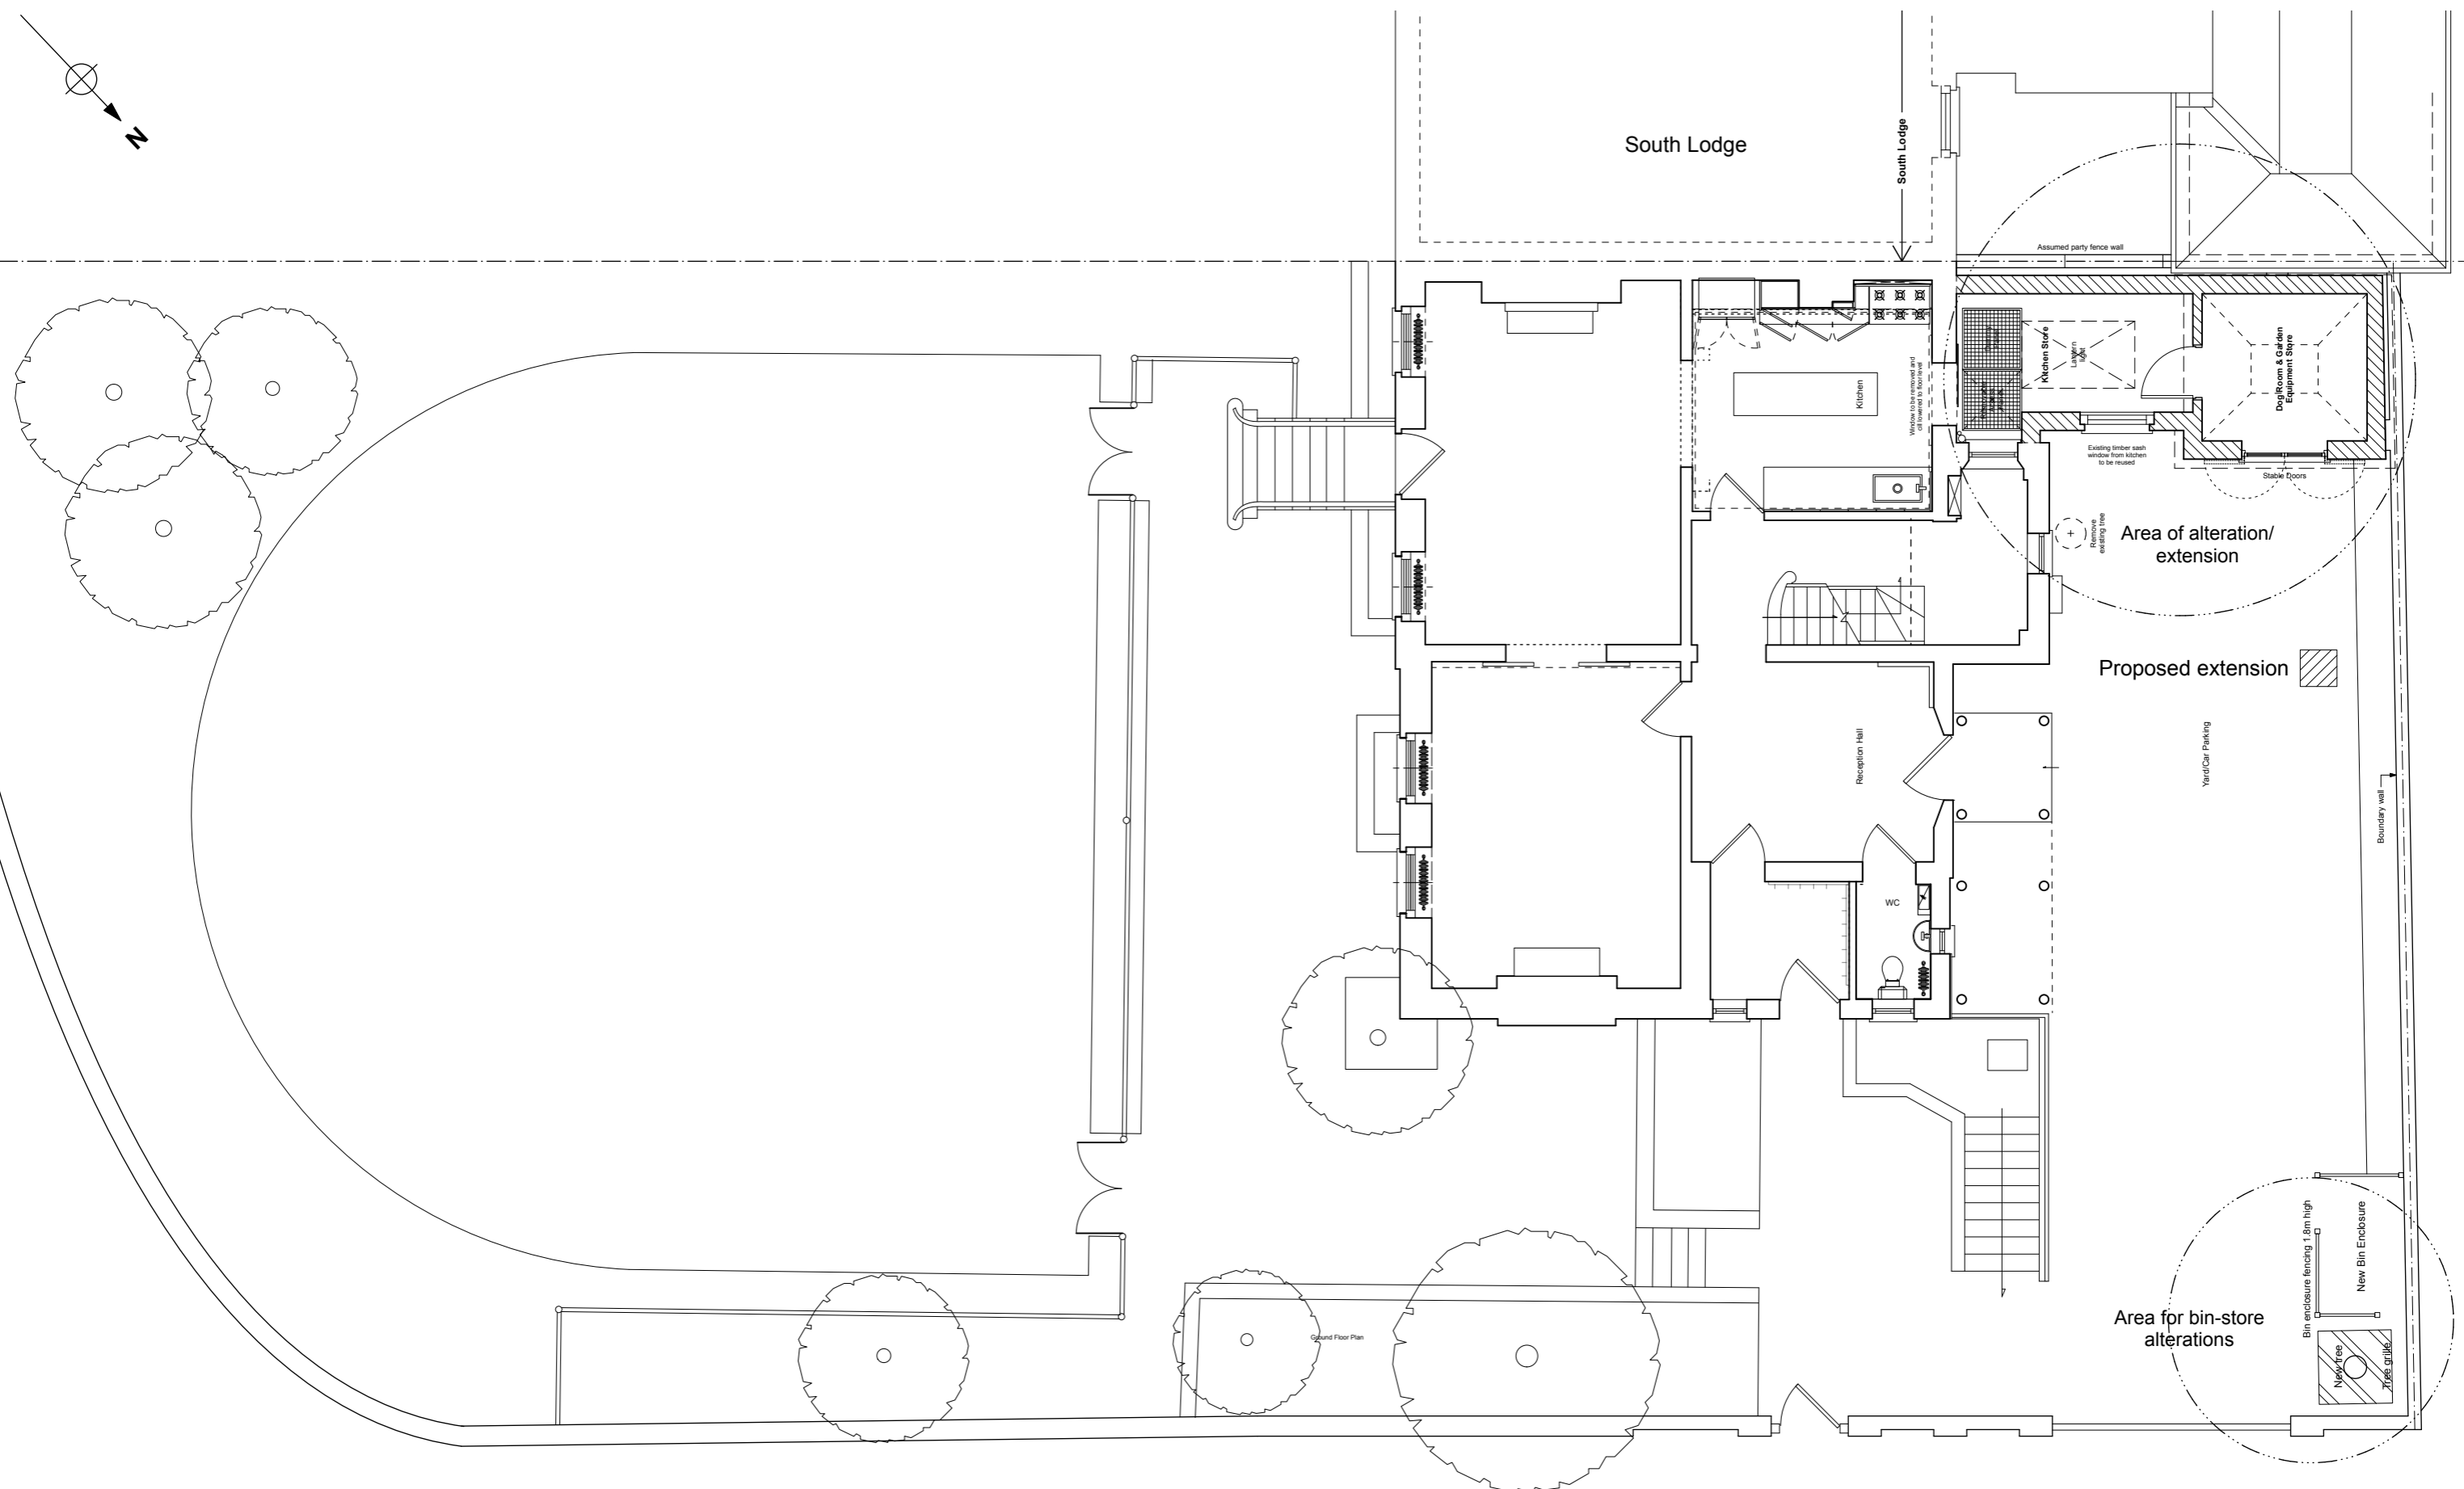 N
South Lodge
South Lodge
Assumed party fence wall
Kitchen Store
Lantern
light
Dog Room & Garden
Equipment Store
Kitchen
Window to be removed and
cill lowered to floor level
Existing timber sash
window from kitchen
to be reused
Stable Doors
Remove
existing tree
Area of alteration/
extension
Proposed extension
Reception Hall
Yard/Car Parking
Boundary wall
WC
Bin enclosure fencing 1.8m high
New Bin Enclosure
Area for bin-store
alterations
New tree
Tree grille
Ground Floor Plan